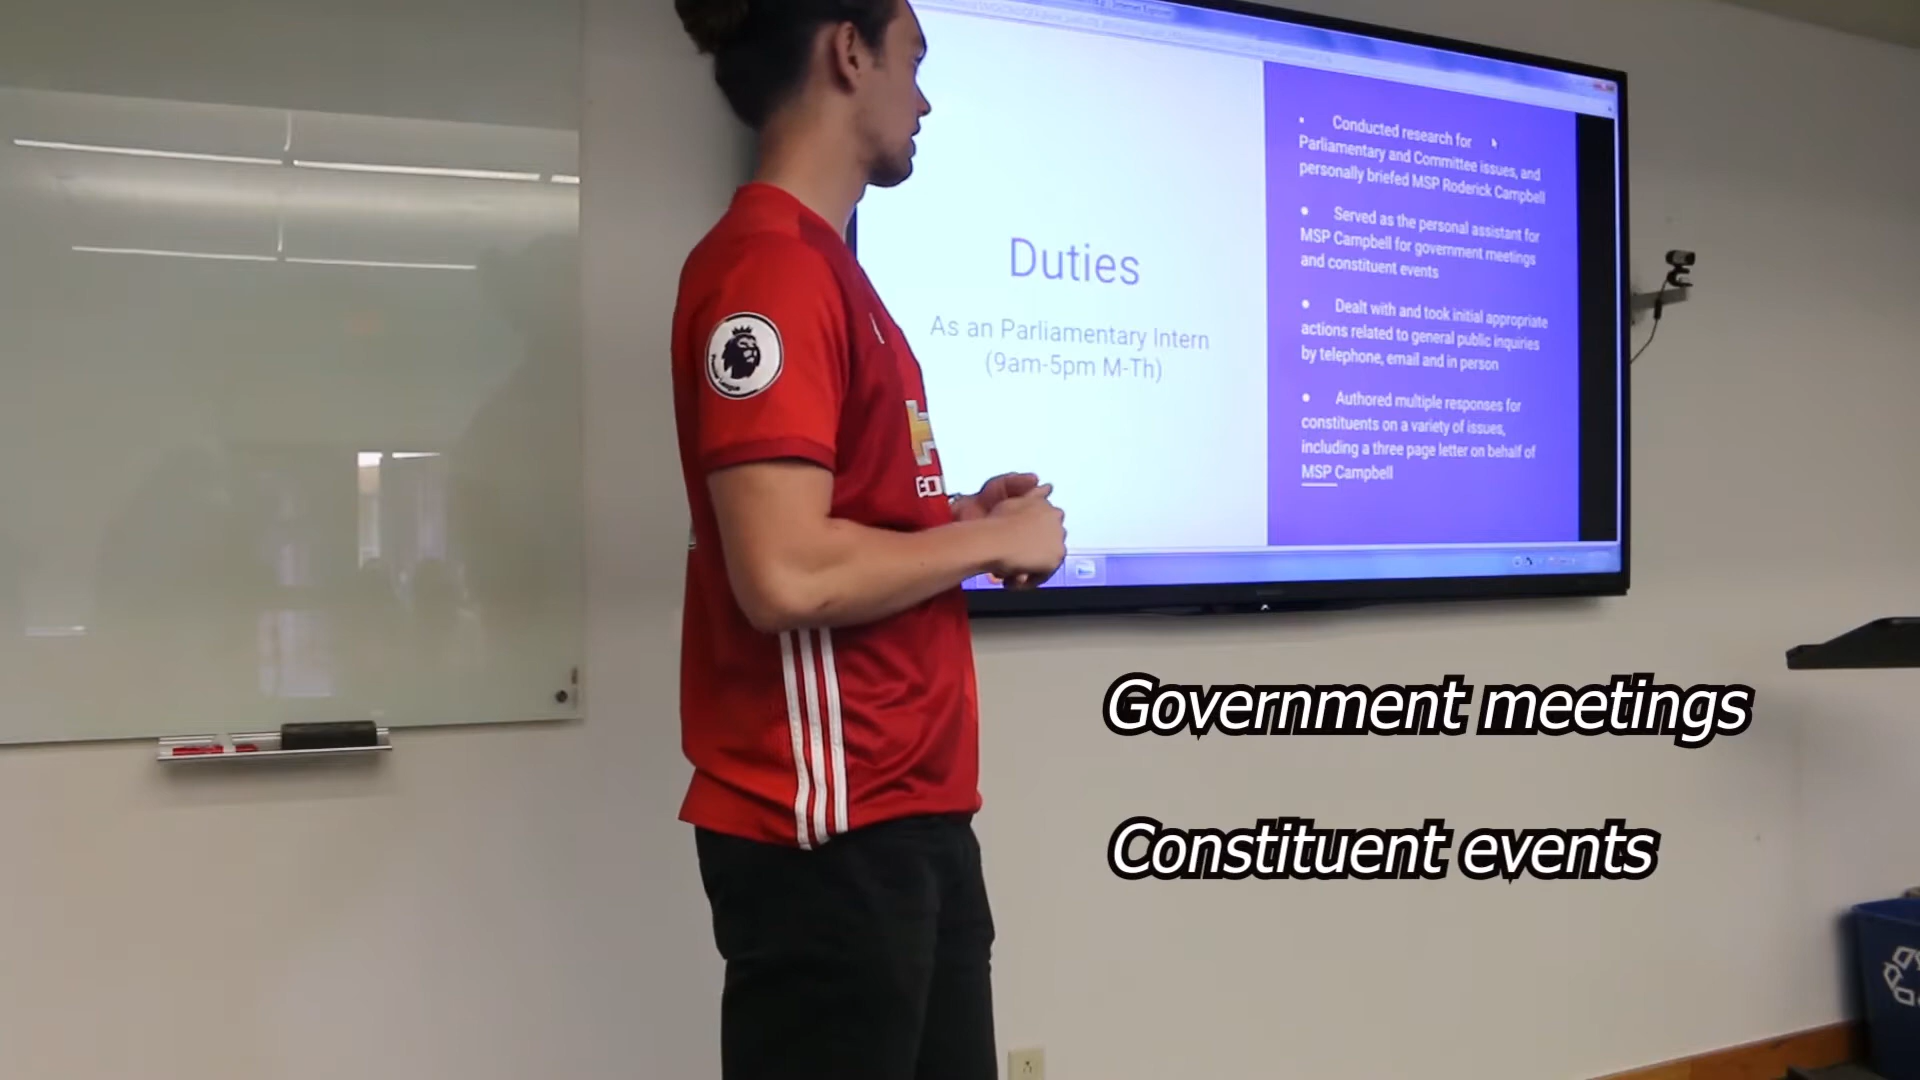 Duties
As an Parliamentary Intern
(9am-5pm M-Th)
• Conducted research for
Parliamentary and Committee issues, and
personally briefed MSP Roderick Campbell
• Served as the personal assistant for
MSP Campbell for government meetings
and constituent events
• Dealt with and took initial appropriate
actions related to general public inquiries
by telephone, email and in person
• Authored multiple responses for
constituents on a variety of issues,
including a three page letter on behalf of
MSP Campbell
Premier League
Government meetings
Constituent events